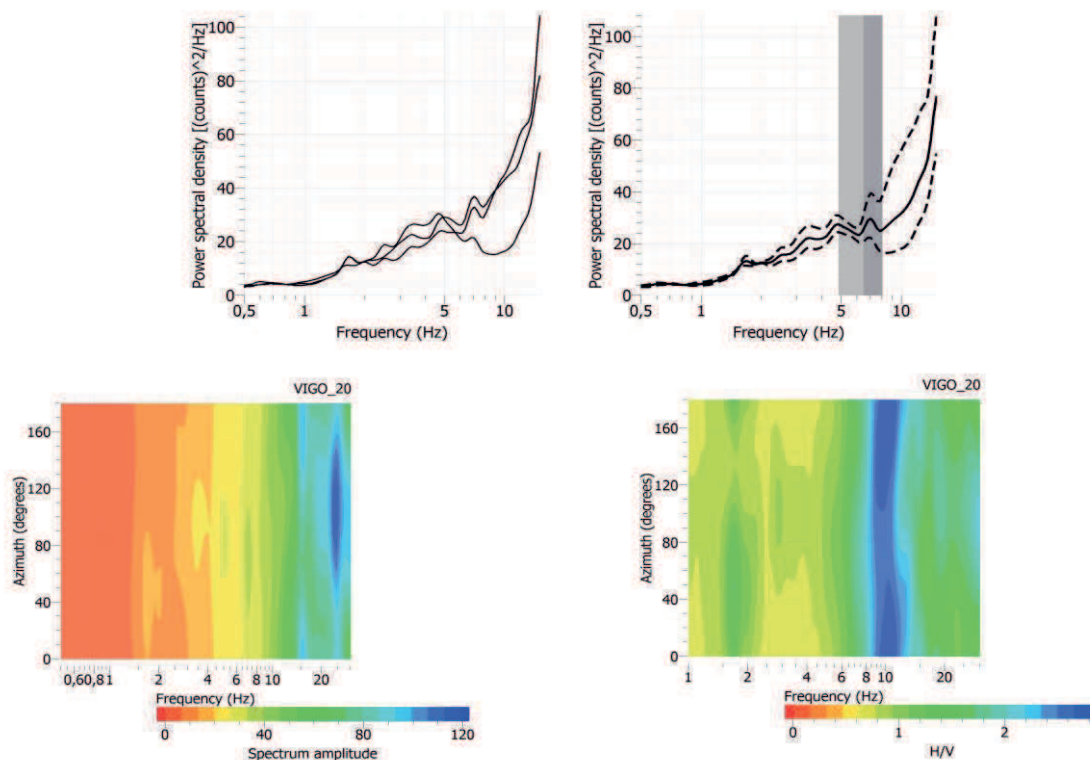 Power spectral density [(counts)^2/Hz]
100
80
60
40
20
0
0,5 1 5 10
Frequency (Hz)
Power spectral density [(counts)^2/Hz]
100
80
60
40
20
0
0,5 1 5 10
Frequency (Hz)
VIGO_20
Azimuth (degrees)
160
120
80
40
0
0,60,81 2 4 6 8 10 20
Frequency (Hz)
0 40 80 120
Spectrum amplitude
VIGO_20
Azimuth (degrees)
160
120
80
40
0
1 2 4 6 8 10 20
Frequency (Hz)
0 1 2
H/V